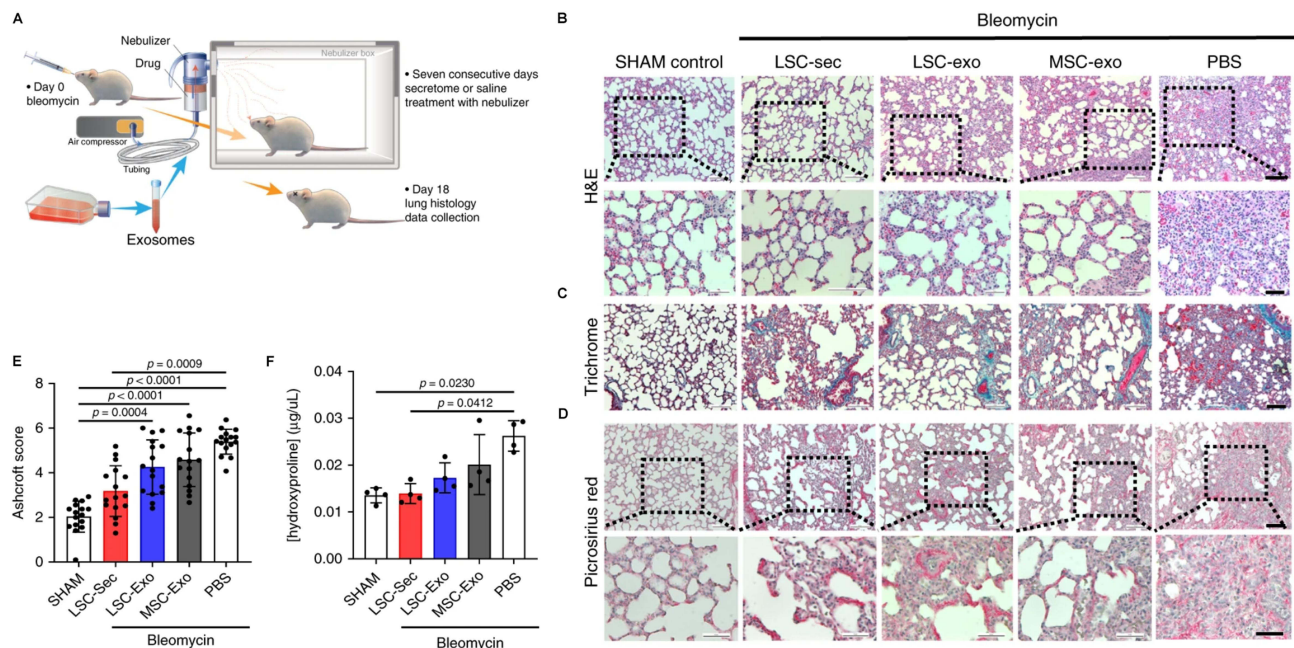 A
Nebulizer
Drug
Nebulizer box
• Day 0
bleomycin
• Seven consecutive days
secretome or saline
treatment with nebulizer
Air compressor
Tubing
• Day 18
lung histology
data collection
Exosomes
B
Bleomycin
SHAM control
LSC-sec
LSC-exo
MSC-exo
PBS
H&E
C
Trichrome
D
Picrosirius red
E
p = 0.0009
p < 0.0001
p < 0.0001
p = 0.0004
Ashcroft score
8
6
4
2
0
SHAM
LSC-Sec
LSC-Exo
MSC-Exo
PBS
Bleomycin
F
p = 0.0230
p = 0.0412
[hydroxyproline] (µg/uL)
0.04
0.03
0.02
0.01
0.00
SHAM
LSC-Sec
LSC-Exo
MSC-Exo
PBS
Bleomycin